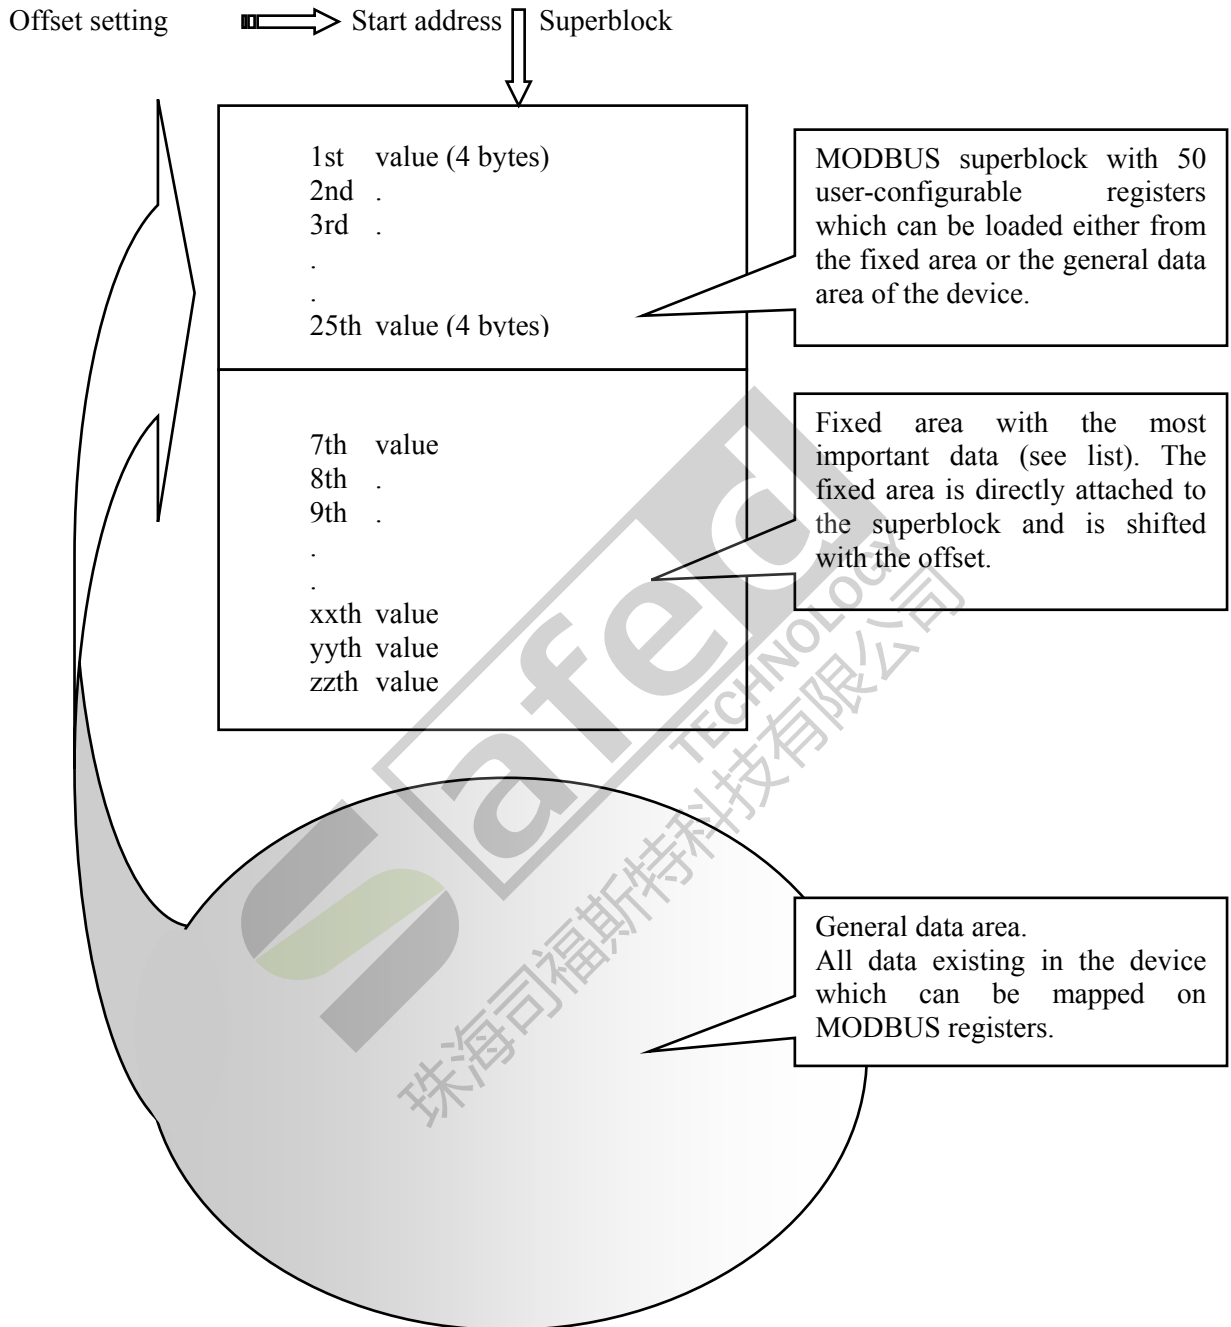 Offset setting Start address Superblock
1st value (4 bytes)
2nd .
3rd .
.
.
25th value (4 bytes)
MODBUS superblock with 50
user-configurable registers
which can be loaded either from
the fixed area or the general data
area of the device.
7th value
8th .
9th .
.
.
xxth value
yyth value
zzth value
Fixed area with the most
important data (see list). The
fixed area is directly attached to
the superblock and is shifted
with the offset.
General data area.
All data existing in the device
which can be mapped on
MODBUS registers.
Safed
TECHNOLOGY
珠海司福斯特科技有限公司